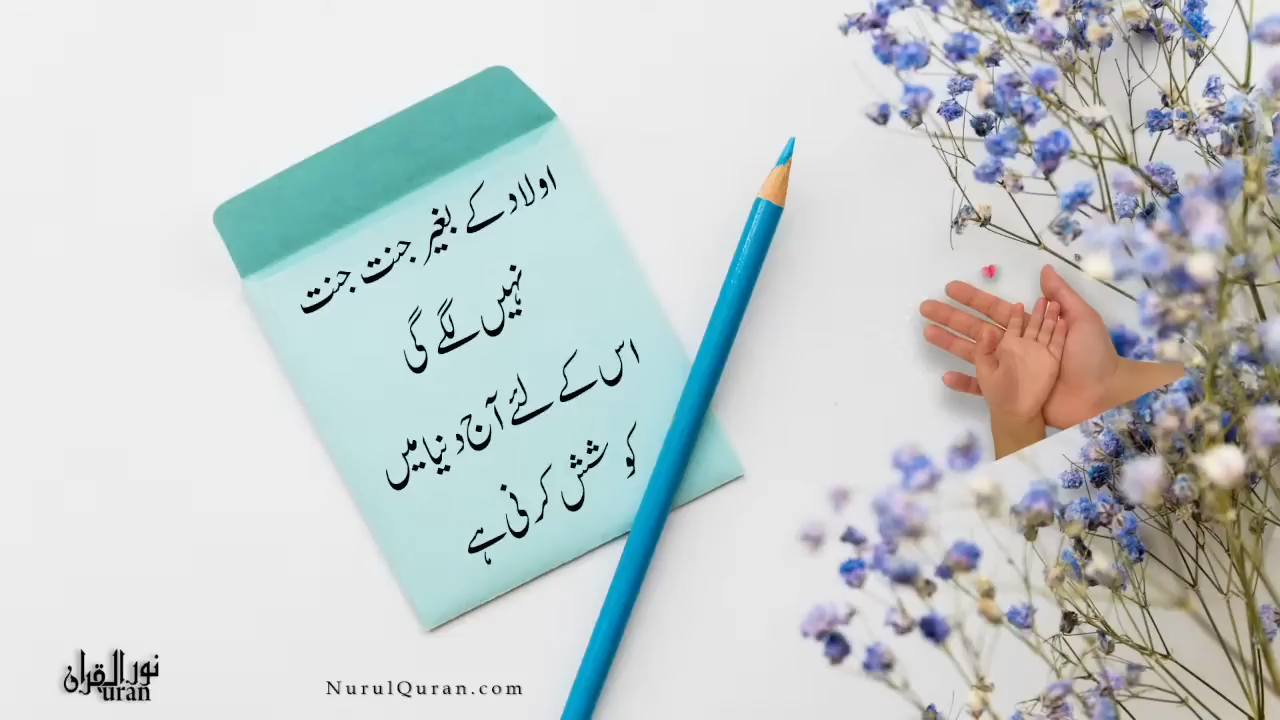 اولاد کے بغیر جنت جنت
نہیں لگے گی
اس کے لئے آج دنیا میں
کوشش کرنی ہے
نور القرآن
uran
NurulQuran.com